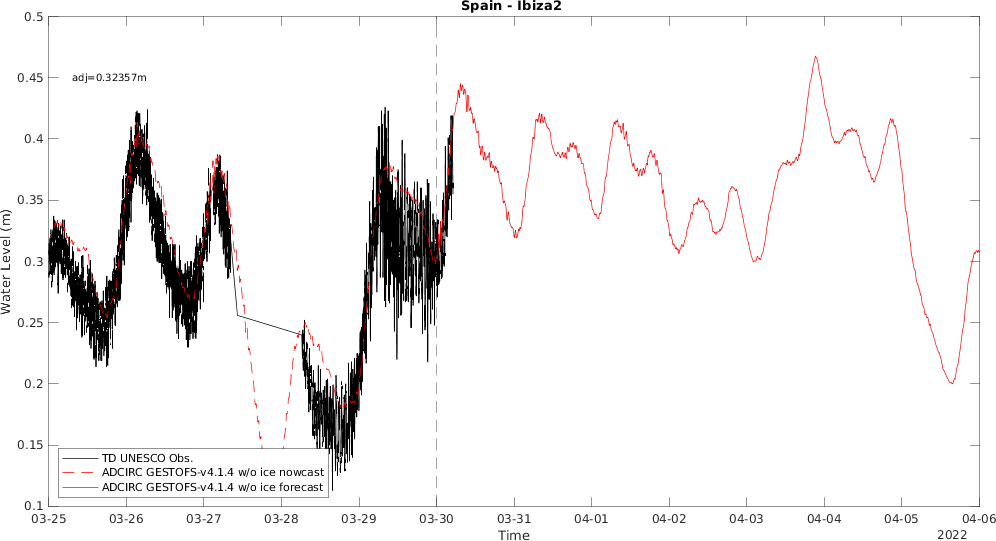 Spain - Ibiza2
0.5
0.45
adj=0.32357m
0.4
0.35
0.3
0.25
0.2
0.15
0.1
Water Level (m)
TD UNESCO Obs.
ADCIRC GESTOFS-v4.1.4 w/o ice nowcast
ADCIRC GESTOFS-v4.1.4 w/o ice forecast
03-25 03-26 03-27 03-28 03-29 03-30 03-31 04-01 04-02 04-03 04-04 04-05 04-06
Time
2022